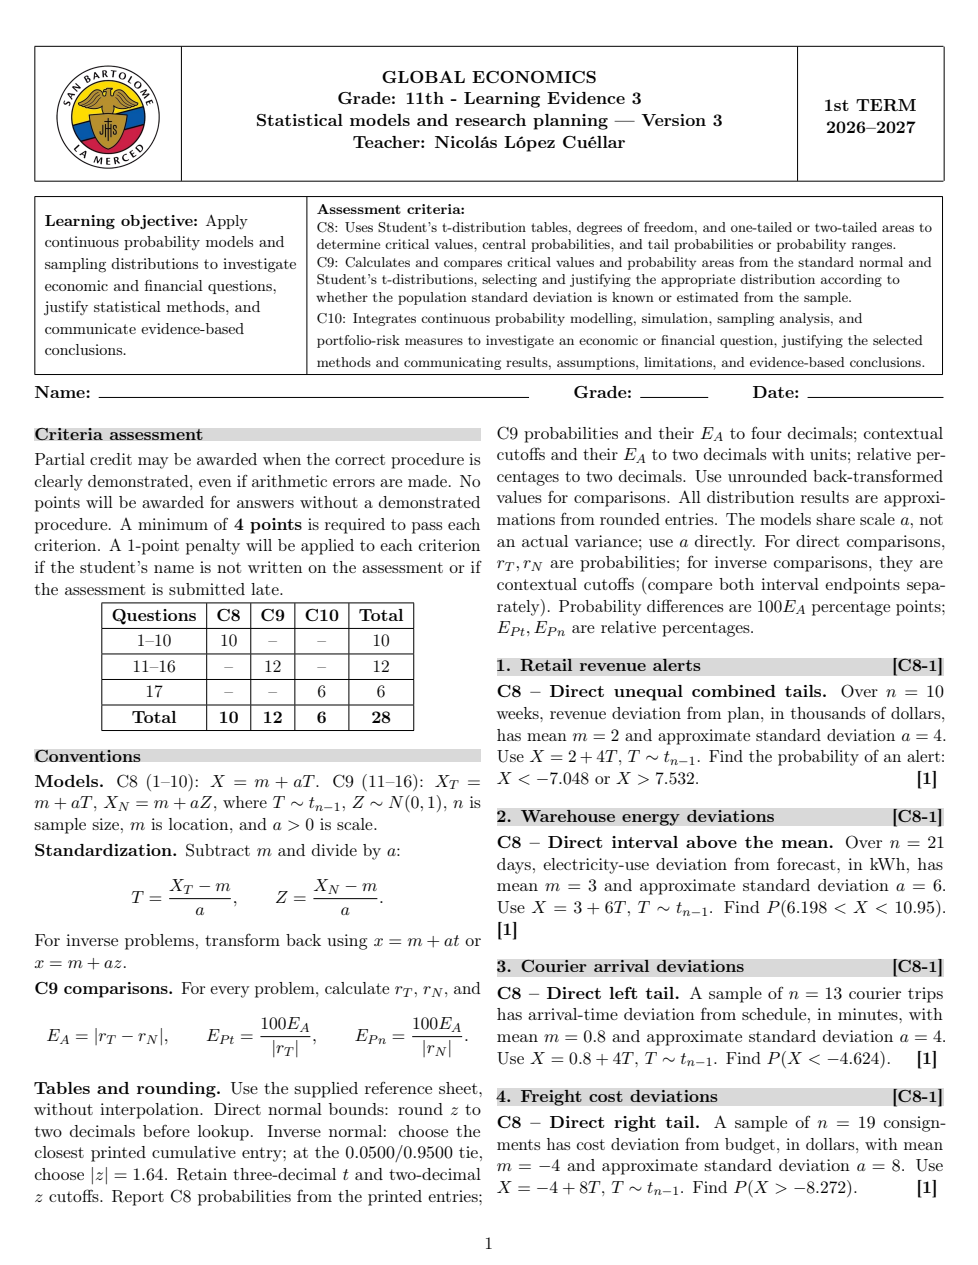 SAN BARTOLOME
LA MERCED
JHS
GLOBAL ECONOMICS
Grade: 11th - Learning Evidence 3
Statistical models and research planning — Version 3
Teacher: Nicolás López Cuéllar
1st TERM
2026–2027
Learning objective: Apply
continuous probability models and
sampling distributions to investigate
economic and financial questions,
justify statistical methods, and
communicate evidence-based
conclusions.
Assessment criteria:
C8: Uses Student's t-distribution tables, degrees of freedom, and one-tailed or two-tailed areas to
determine critical values, central probabilities, and tail probabilities or probability ranges.
C9: Calculates and compares critical values and probability areas from the standard normal and
Student's t-distributions, selecting and justifying the appropriate distribution according to
whether the population standard deviation is known or estimated from the sample.
C10: Integrates continuous probability modelling, simulation, sampling analysis, and
portfolio-risk measures to investigate an economic or financial question, justifying the selected
methods and communicating results, assumptions, limitations, and evidence-based conclusions.
Name: Grade: Date:
Criteria assessment
Partial credit may be awarded when the correct procedure is
clearly demonstrated, even if arithmetic errors are made. No
points will be awarded for answers without a demonstrated
procedure. A minimum of 4 points is required to pass each
criterion. A 1-point penalty will be applied to each criterion
if the student's name is not written on the assessment or if
the assessment is submitted late.
Questions C8 C9 C10 Total
1–10 10 – – 10
11–16 – 12 – 12
17 – – 6 6
Total 10 12 6 28
Conventions
Models. C8 (1–10): X = m + aT. C9 (11–16): X_T =
m + aT, X_N = m + aZ, where T ∼ t_{n−1}, Z ∼ N(0, 1), n is
sample size, m is location, and a > 0 is scale.
Standardization. Subtract m and divide by a:
T = (X_T − m)/a, Z = (X_N − m)/a.
For inverse problems, transform back using x = m + at or
x = m + az.
C9 comparisons. For every problem, calculate r_T, r_N, and
E_A = |r_T − r_N|, E_{Pt} = 100E_A/|r_T|, E_{Pn} = 100E_A/|r_N|.
Tables and rounding. Use the supplied reference sheet,
without interpolation. Direct normal bounds: round z to
two decimals before lookup. Inverse normal: choose the
closest printed cumulative entry; at the 0.0500/0.9500 tie,
choose |z| = 1.64. Retain three-decimal t and two-decimal
z cutoffs. Report C8 probabilities from the printed entries;
C9 probabilities and their E_A to four decimals; contextual
cutoffs and their E_A to two decimals with units; relative per-
centages to two decimals. Use unrounded back-transformed
values for comparisons. All distribution results are approxi-
mations from rounded entries. The models share scale a, not
an actual variance; use a directly. For direct comparisons,
r_T, r_N are probabilities; for inverse comparisons, they are
contextual cutoffs (compare both interval endpoints sepa-
rately). Probability differences are 100E_A percentage points;
E_{Pt}, E_{Pn} are relative percentages.
1. Retail revenue alerts [C8-1]
C8 – Direct unequal combined tails. Over n = 10
weeks, revenue deviation from plan, in thousands of dollars,
has mean m = 2 and approximate standard deviation a = 4.
Use X = 2 + 4T, T ∼ t_{n−1}. Find the probability of an alert:
X < −7.048 or X > 7.532. [1]
2. Warehouse energy deviations [C8-1]
C8 – Direct interval above the mean. Over n = 21
days, electricity-use deviation from forecast, in kWh, has
mean m = 3 and approximate standard deviation a = 6.
Use X = 3 + 6T, T ∼ t_{n−1}. Find P(6.198 < X < 10.95).
[1]
3. Courier arrival deviations [C8-1]
C8 – Direct left tail. A sample of n = 13 courier trips
has arrival-time deviation from schedule, in minutes, with
mean m = 0.8 and approximate standard deviation a = 4.
Use X = 0.8 + 4T, T ∼ t_{n−1}. Find P(X < −4.624). [1]
4. Freight cost deviations [C8-1]
C8 – Direct right tail. A sample of n = 19 consign-
ments has cost deviation from budget, in dollars, with mean
m = −4 and approximate standard deviation a = 8. Use
X = −4 + 8T, T ∼ t_{n−1}. Find P(X > −8.272). [1]
1